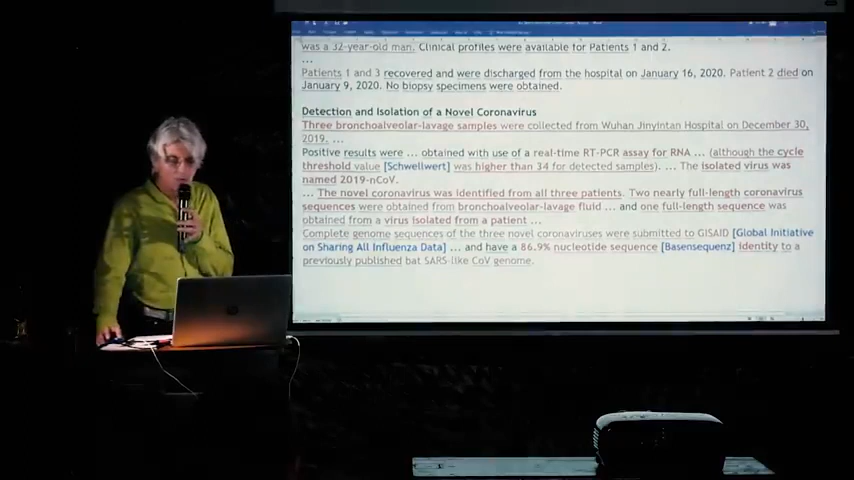 was a 32-year-old man. Clinical profiles were available for Patients 1 and 2.
…
Patients 1 and 3 recovered and were discharged from the hospital on January 16, 2020. Patient 2 died on
January 9, 2020. No biopsy specimens were obtained.
Detection and Isolation of a Novel Coronavirus
Three bronchoalveolar-lavage samples were collected from Wuhan Jinyintan Hospital on December 30,
2019. …
Positive results were … obtained with use of a real-time RT-PCR assay for RNA … (although the cycle
threshold value [Schwellwert] was higher than 34 for detected samples). … The isolated virus was
named 2019-nCoV.
… The novel coronavirus was identified from all three patients. Two nearly full-length coronavirus
sequences were obtained from bronchoalveolar-lavage fluid … and one full-length sequence was
obtained from a virus isolated from a patient …
Complete genome sequences of the three novel coronaviruses were submitted to GISAID [Global Initiative
on Sharing All Influenza Data] … and have a 86.9% nucleotide sequence [Basensequenz] identity to a
previously published bat SARS-like CoV genome.